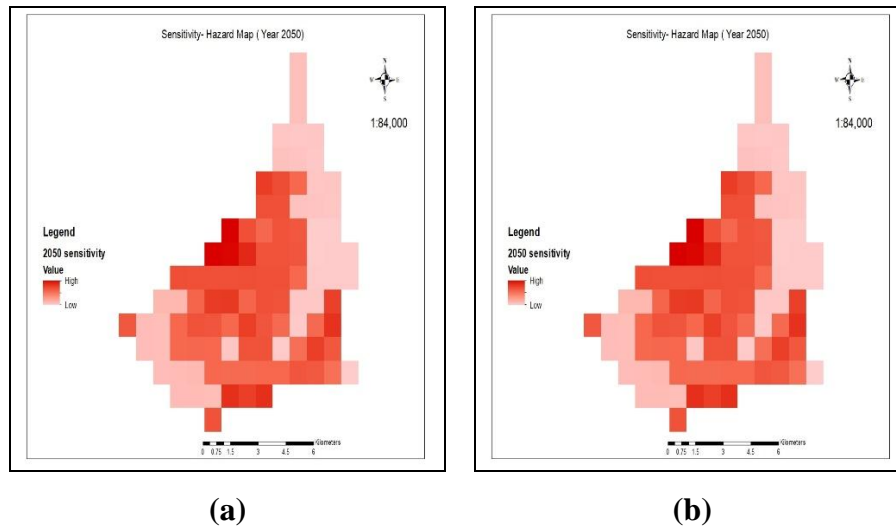 Sensitivity- Hazard Map ( Year 2050)
N
W E
S
1:84,000
Legend
2050 sensitivity
Value
High
Low
Kilometers
0 0.75 1.5 3 4.5 6
(a)
Sensitivity- Hazard Map ( Year 2050)
N
W E
S
1:84,000
Legend
2050 sensitivity
Value
High
Low
Kilometers
0 0.75 1.5 3 4.5 6
(b)